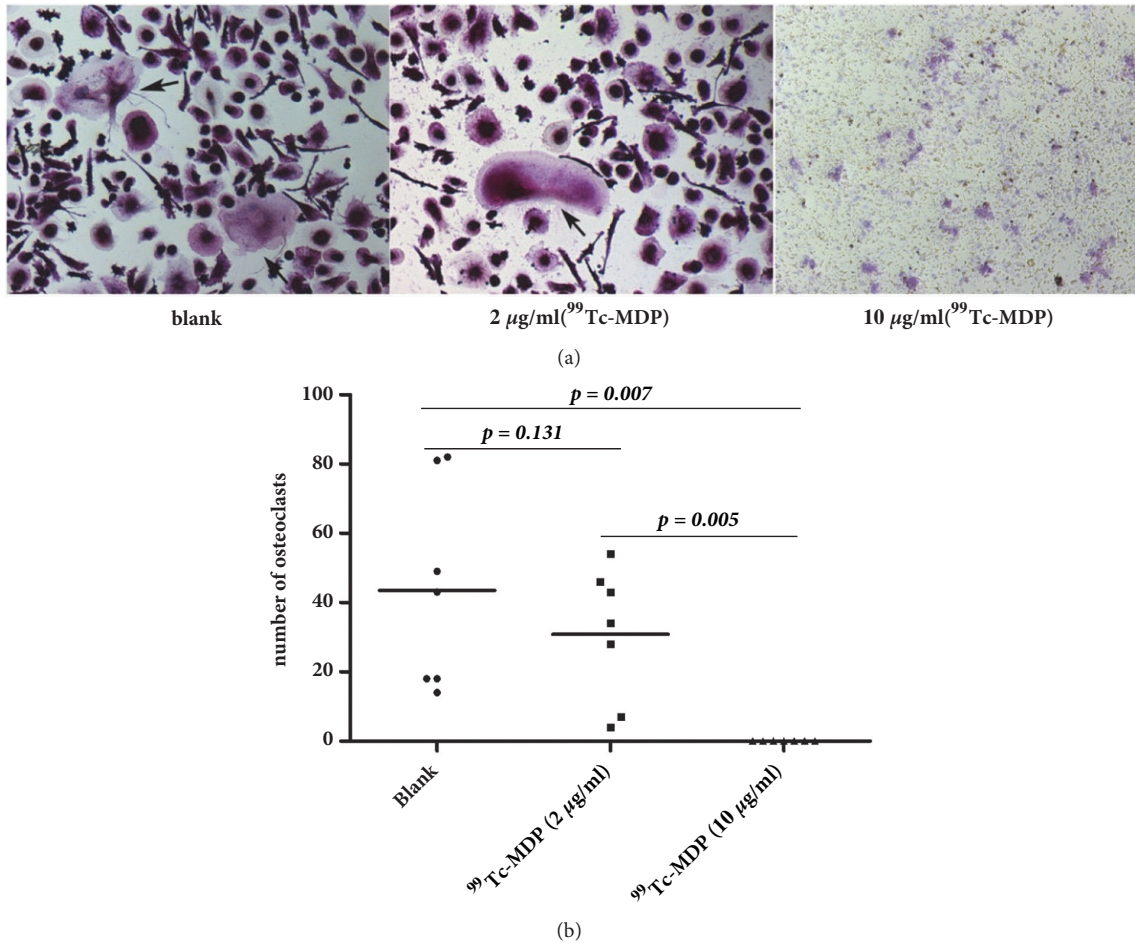 blank
2 μg/ml(⁹⁹Tc-MDP)
10 μg/ml(⁹⁹Tc-MDP)
(a)
100
80
60
40
20
0
number of osteoclasts
p = 0.007
p = 0.131
p = 0.005
Blank
⁹⁹Tc-MDP (2 μg/ml)
⁹⁹Tc-MDP (10 μg/ml)
(b)